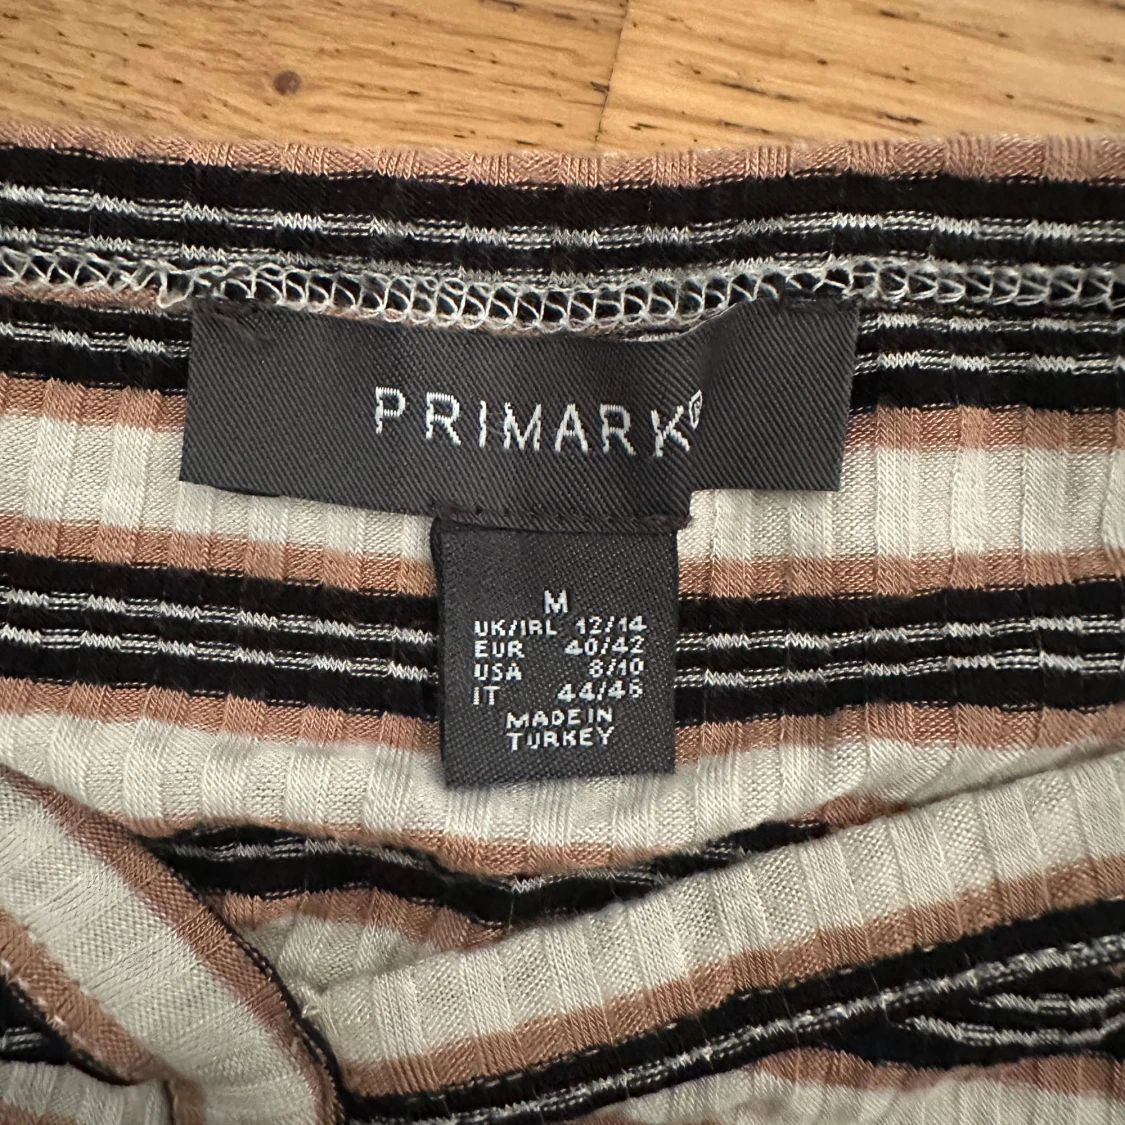 PRIMARK®
M
UK/IRL 12/14
EUR 40/42
USA 8/10
IT 44/46
MADE IN
TURKEY